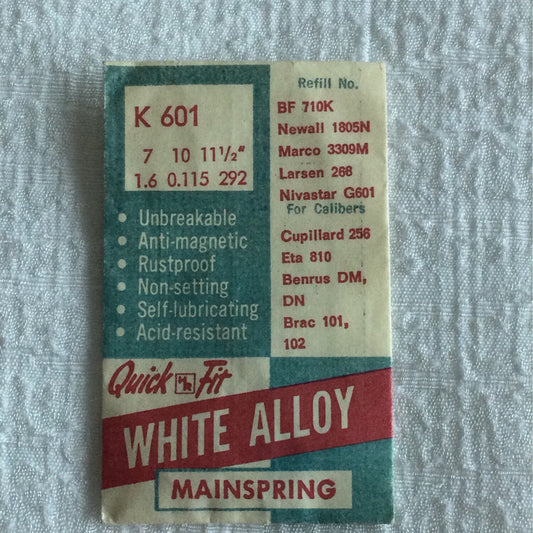 K 601
7 10 11½"
1.6 0.115 292
• Unbreakable
• Anti-magnetic
• Rustproof
• Non-setting
• Self-lubricating
• Acid-resistant
Refill No.
BF 710K
Newall 1805N
Marco 3309M
Larsen 268
Nivastar G601
For Calibers
Cupillard 256
Eta 810
Benrus DM,
DN
Brac 101,
102
Quick Fit
WHITE ALLOY
MAINSPRING